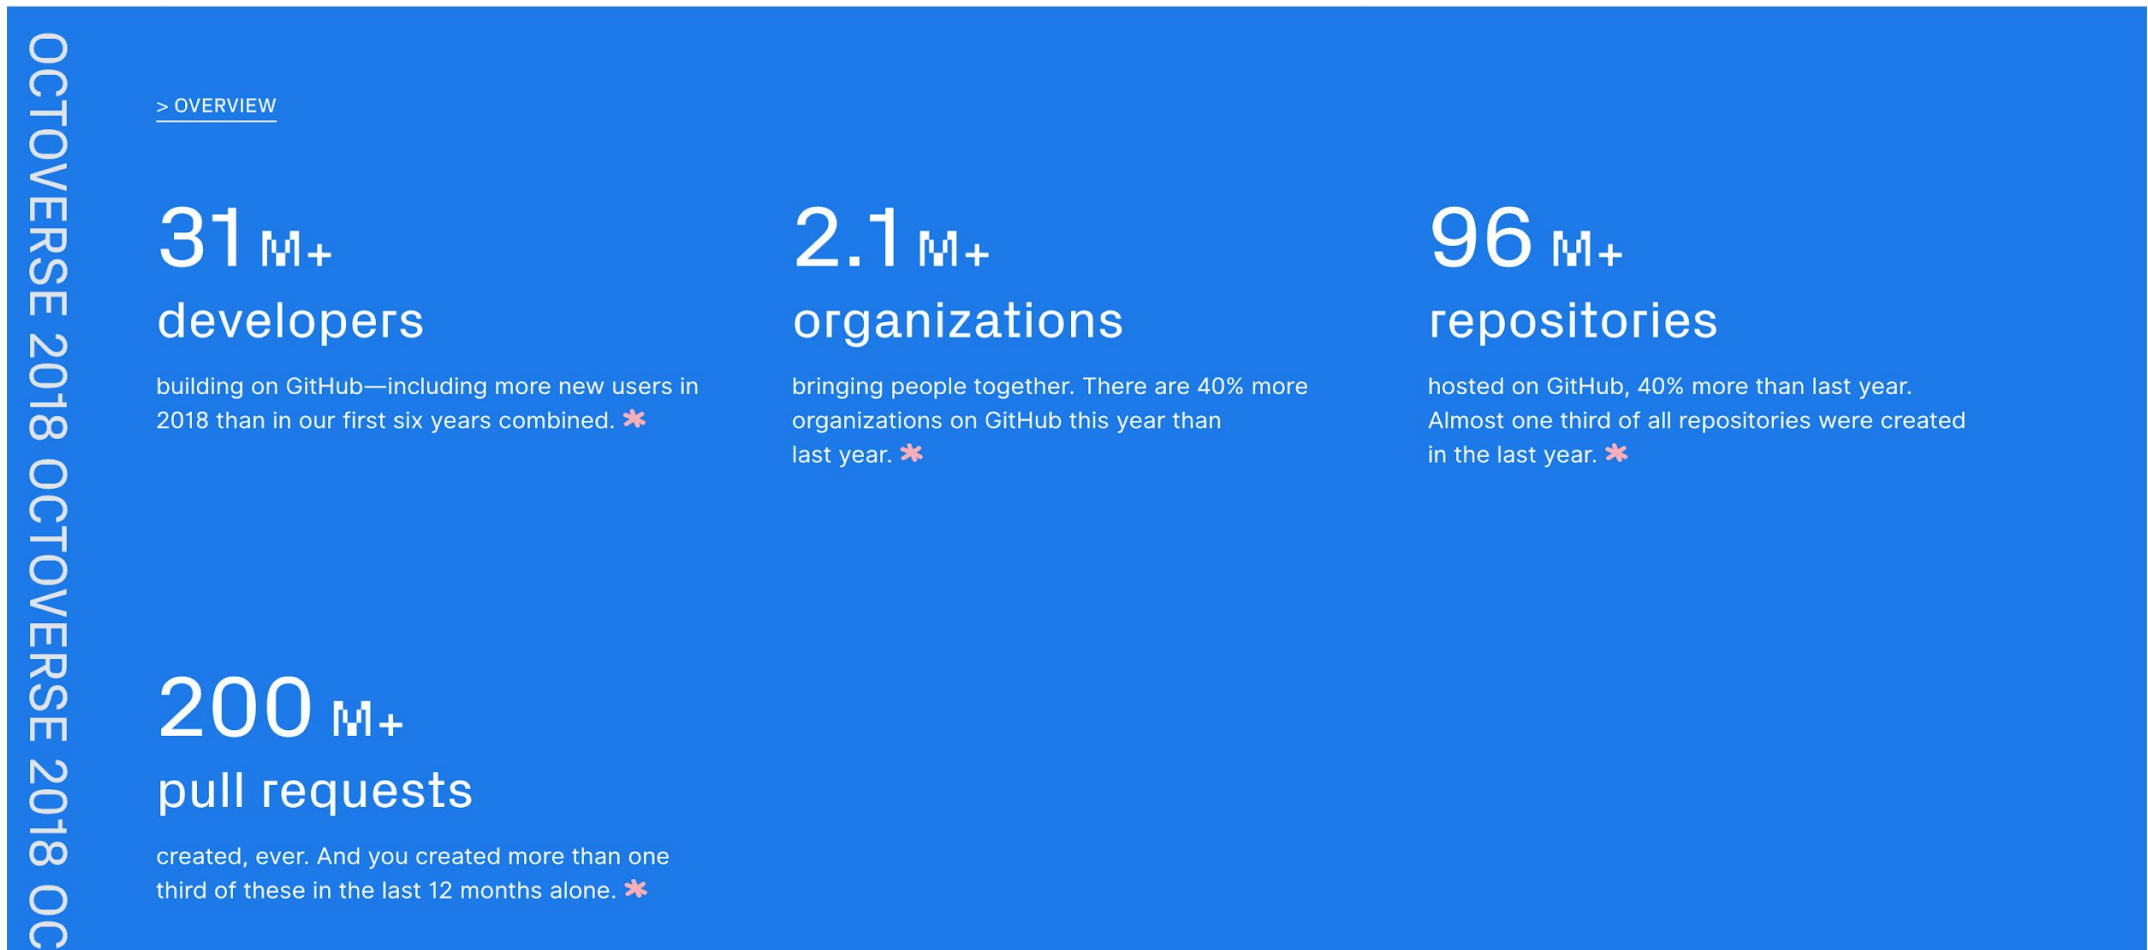 OCTOVERSE 2018 OCTOVERSE 2018 OC
> OVERVIEW
31 M+
developers
building on GitHub—including more new users in
2018 than in our first six years combined. *
2.1 M+
organizations
bringing people together. There are 40% more
organizations on GitHub this year than
last year. *
96 M+
repositories
hosted on GitHub, 40% more than last year.
Almost one third of all repositories were created
in the last year. *
200 M+
pull requests
created, ever. And you created more than one
third of these in the last 12 months alone. *